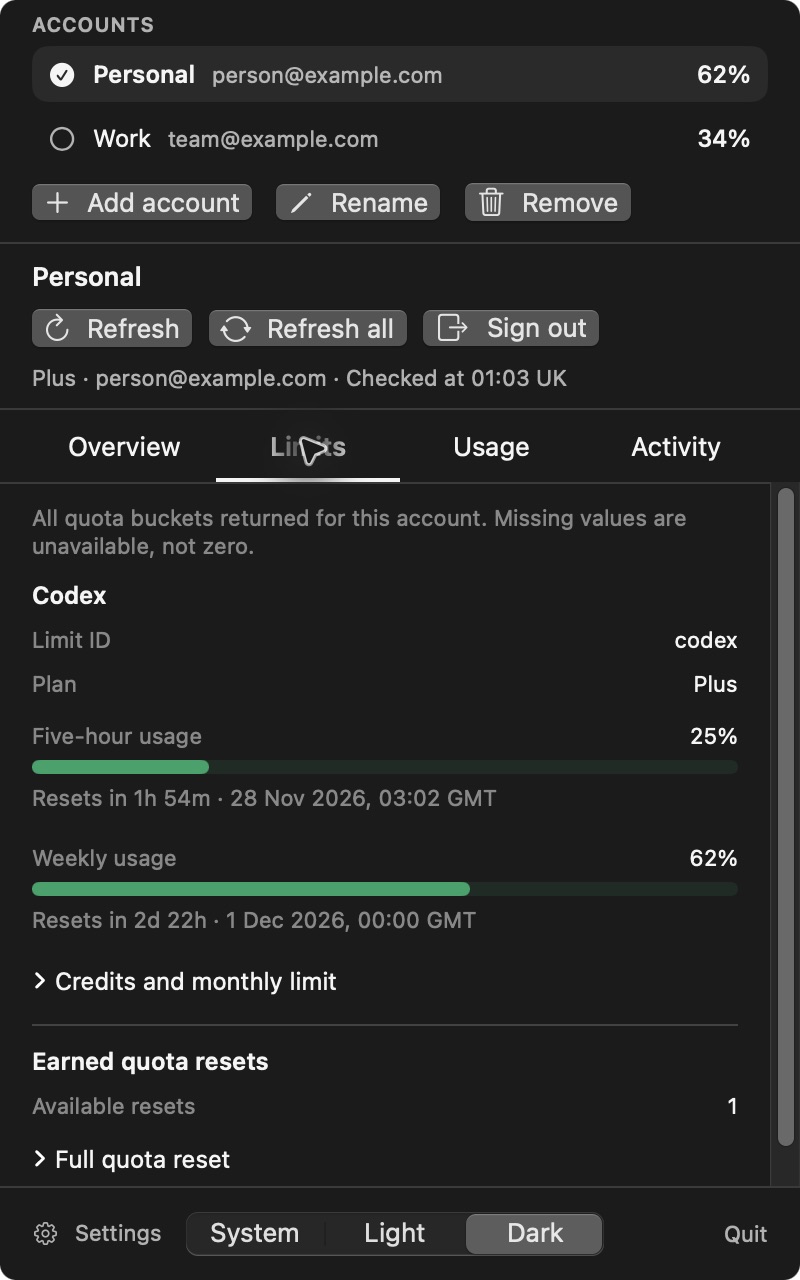 ACCOUNTS
Personal person@example.com 62%
Work team@example.com 34%
Add account Rename Remove
Personal
Refresh Refresh all Sign out
Plus · person@example.com · Checked at 01:03 UK
Overview Limits Usage Activity
All quota buckets returned for this account. Missing values are
unavailable, not zero.
Codex
Limit ID codex
Plan Plus
Five-hour usage 25%
Resets in 1h 54m · 28 Nov 2026, 03:02 GMT
Weekly usage 62%
Resets in 2d 22h · 1 Dec 2026, 00:00 GMT
Credits and monthly limit
Earned quota resets
Available resets 1
Full quota reset
Settings System Light Dark Quit